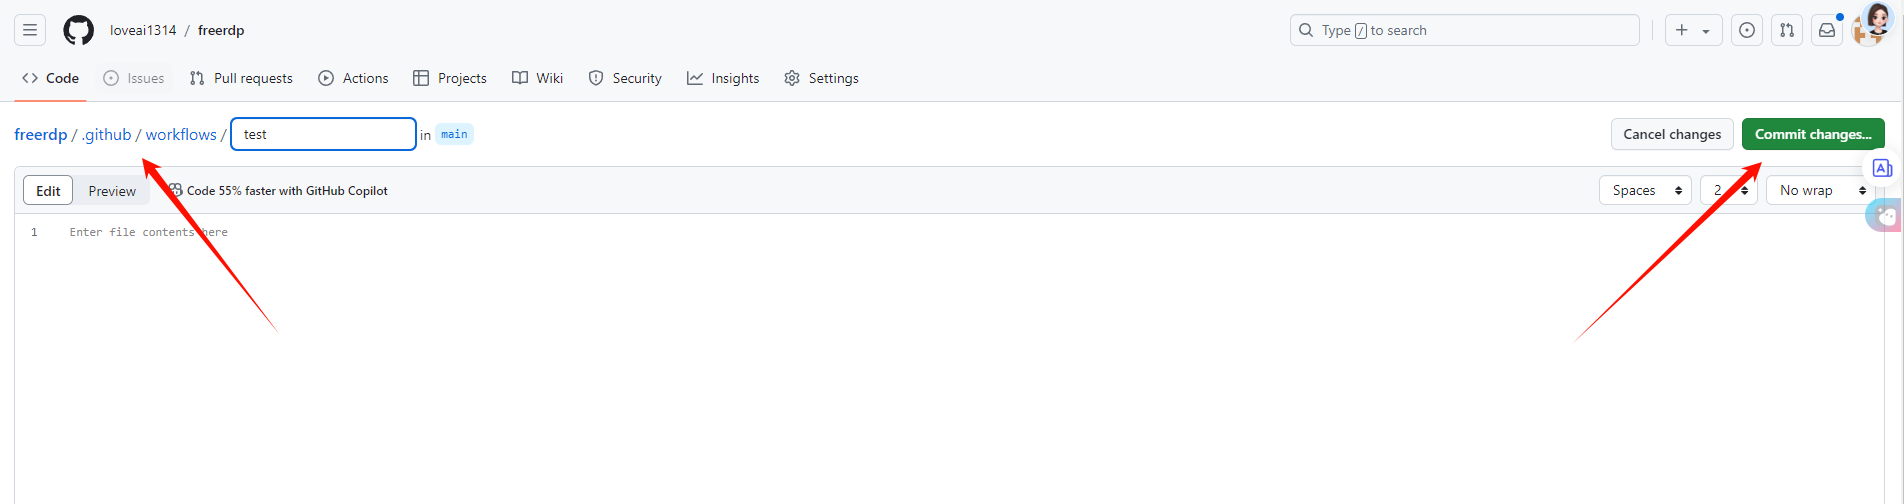 loveai1314 / freerdp
Type / to search
Code Issues Pull requests Actions Projects Wiki Security Insights Settings
freerdp / .github / workflows / test in main
Cancel changes Commit changes...
Edit Preview Code 55% faster with GitHub Copilot
Spaces 2 No wrap
1 Enter file contents here